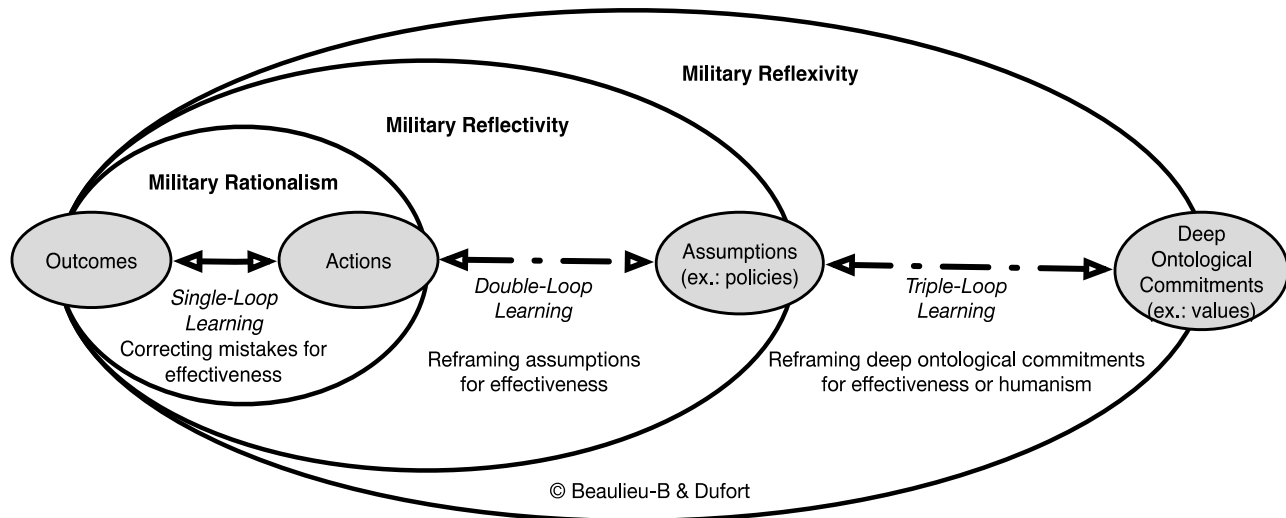 Military Reflexivity
Military Reflectivity
Military Rationalism
Outcomes
Actions
Assumptions
(ex.: policies)
Deep
Ontological
Commitments
(ex.: values)
Single-Loop
Learning
Correcting mistakes for
effectiveness
Double-Loop
Learning
Reframing assumptions
for effectiveness
Triple-Loop
Learning
Reframing deep ontological commitments
for effectiveness or humanism
© Beaulieu-B & Dufort